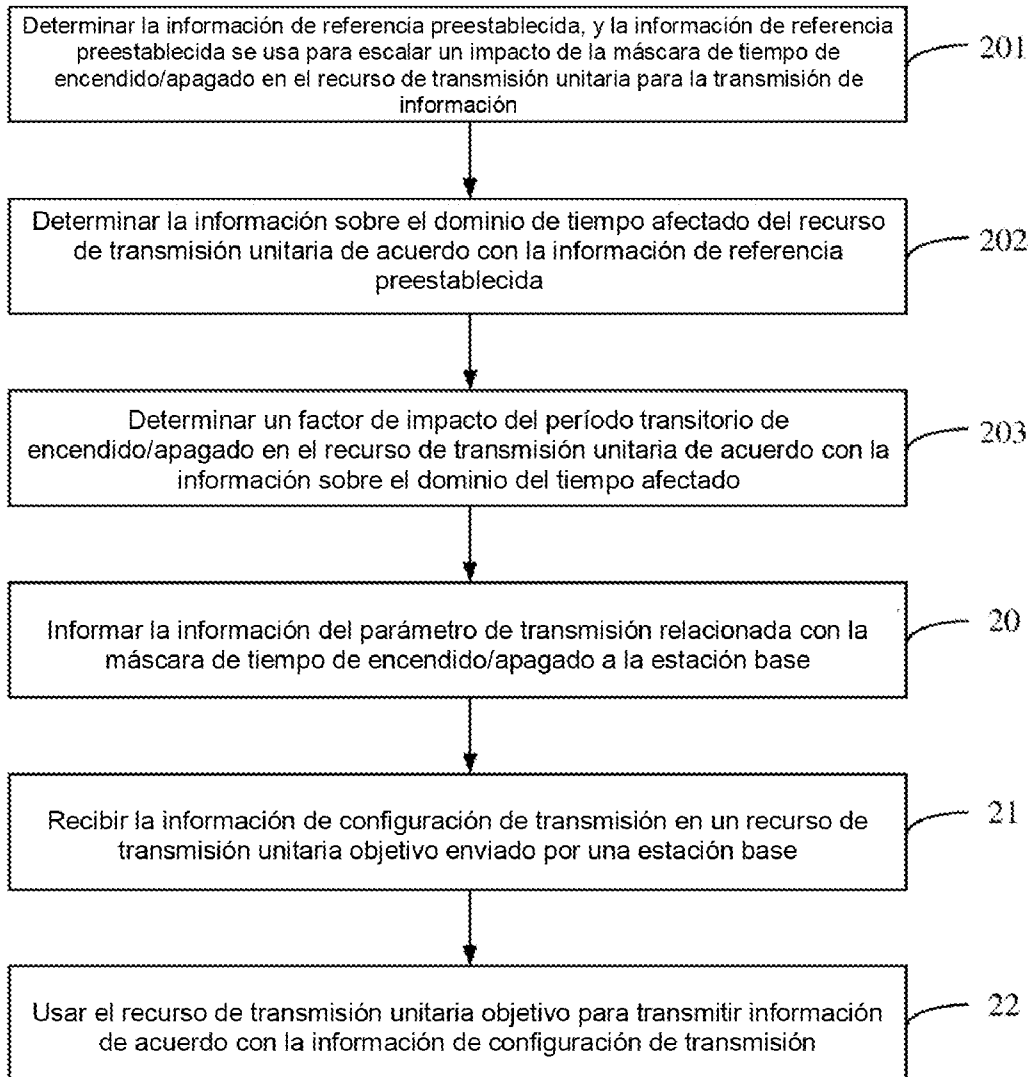 Determinar la información de referencia preestablecida, y la información de referencia
preestablecida se usa para escalar un impacto de la máscara de tiempo de
encendido/apagado en el recurso de transmisión unitaria para la transmisión de
información
201
Determinar la información sobre el dominio de tiempo afectado del recurso
de transmisión unitaria de acuerdo con la información de referencia
preestablecida
202
Determinar un factor de impacto del período transitorio de
encendido/apagado en el recurso de transmisión unitaria de acuerdo con la
información sobre el dominio del tiempo afectado
203
Informar la información del parámetro de transmisión relacionada con la
máscara de tiempo de encendido/apagado a la estación base
20
Recibir la información de configuración de transmisión en un recurso de
transmisión unitaria objetivo enviado por una estación base
21
Usar el recurso de transmisión unitaria objetivo para transmitir información
de acuerdo con la información de configuración de transmisión
22